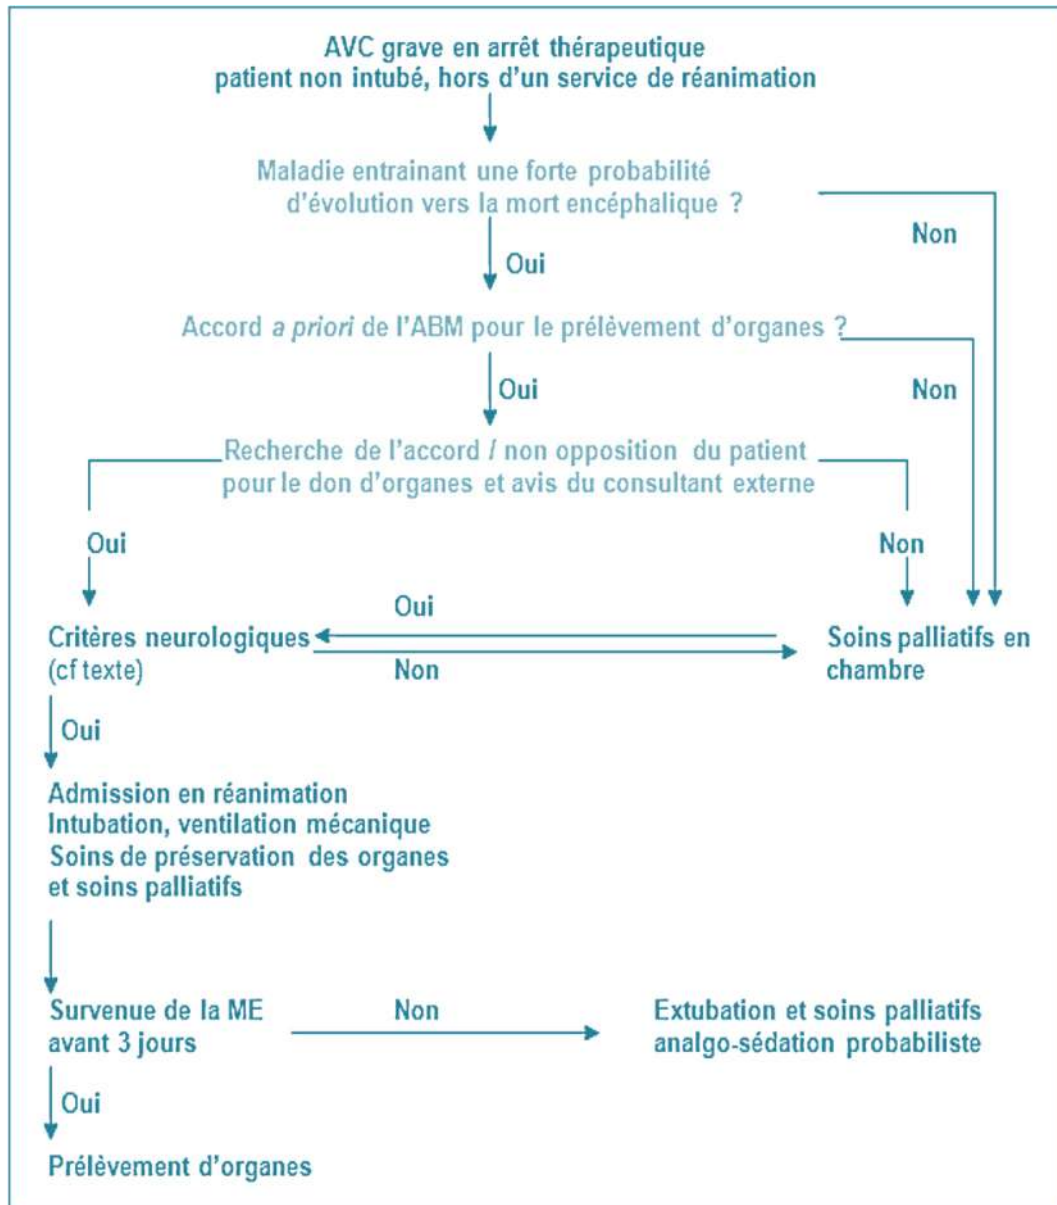 AVC grave en arrêt thérapeutique
patient non intubé, hors d'un service de réanimation
Maladie entrainant une forte probabilité
d'évolution vers la mort encéphalique ?
Non
Oui
Accord a priori de l'ABM pour le prélèvement d'organes ?
Oui
Non
Recherche de l'accord / non opposition du patient
pour le don d'organes et avis du consultant externe
Oui
Non
Oui
Critères neurologiques
(cf texte)
Non
Soins palliatifs en
chambre
Oui
Admission en réanimation
Intubation, ventilation mécanique
Soins de préservation des organes
et soins palliatifs
Survenue de la ME
avant 3 jours
Non
Extubation et soins palliatifs
analgo-sédation probabiliste
Oui
Prélèvement d'organes